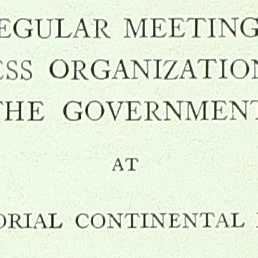 EGULAR MEETING
ESS ORGANIZATION
THE GOVERNMENT
AT
ORIAL CONTINENTAL